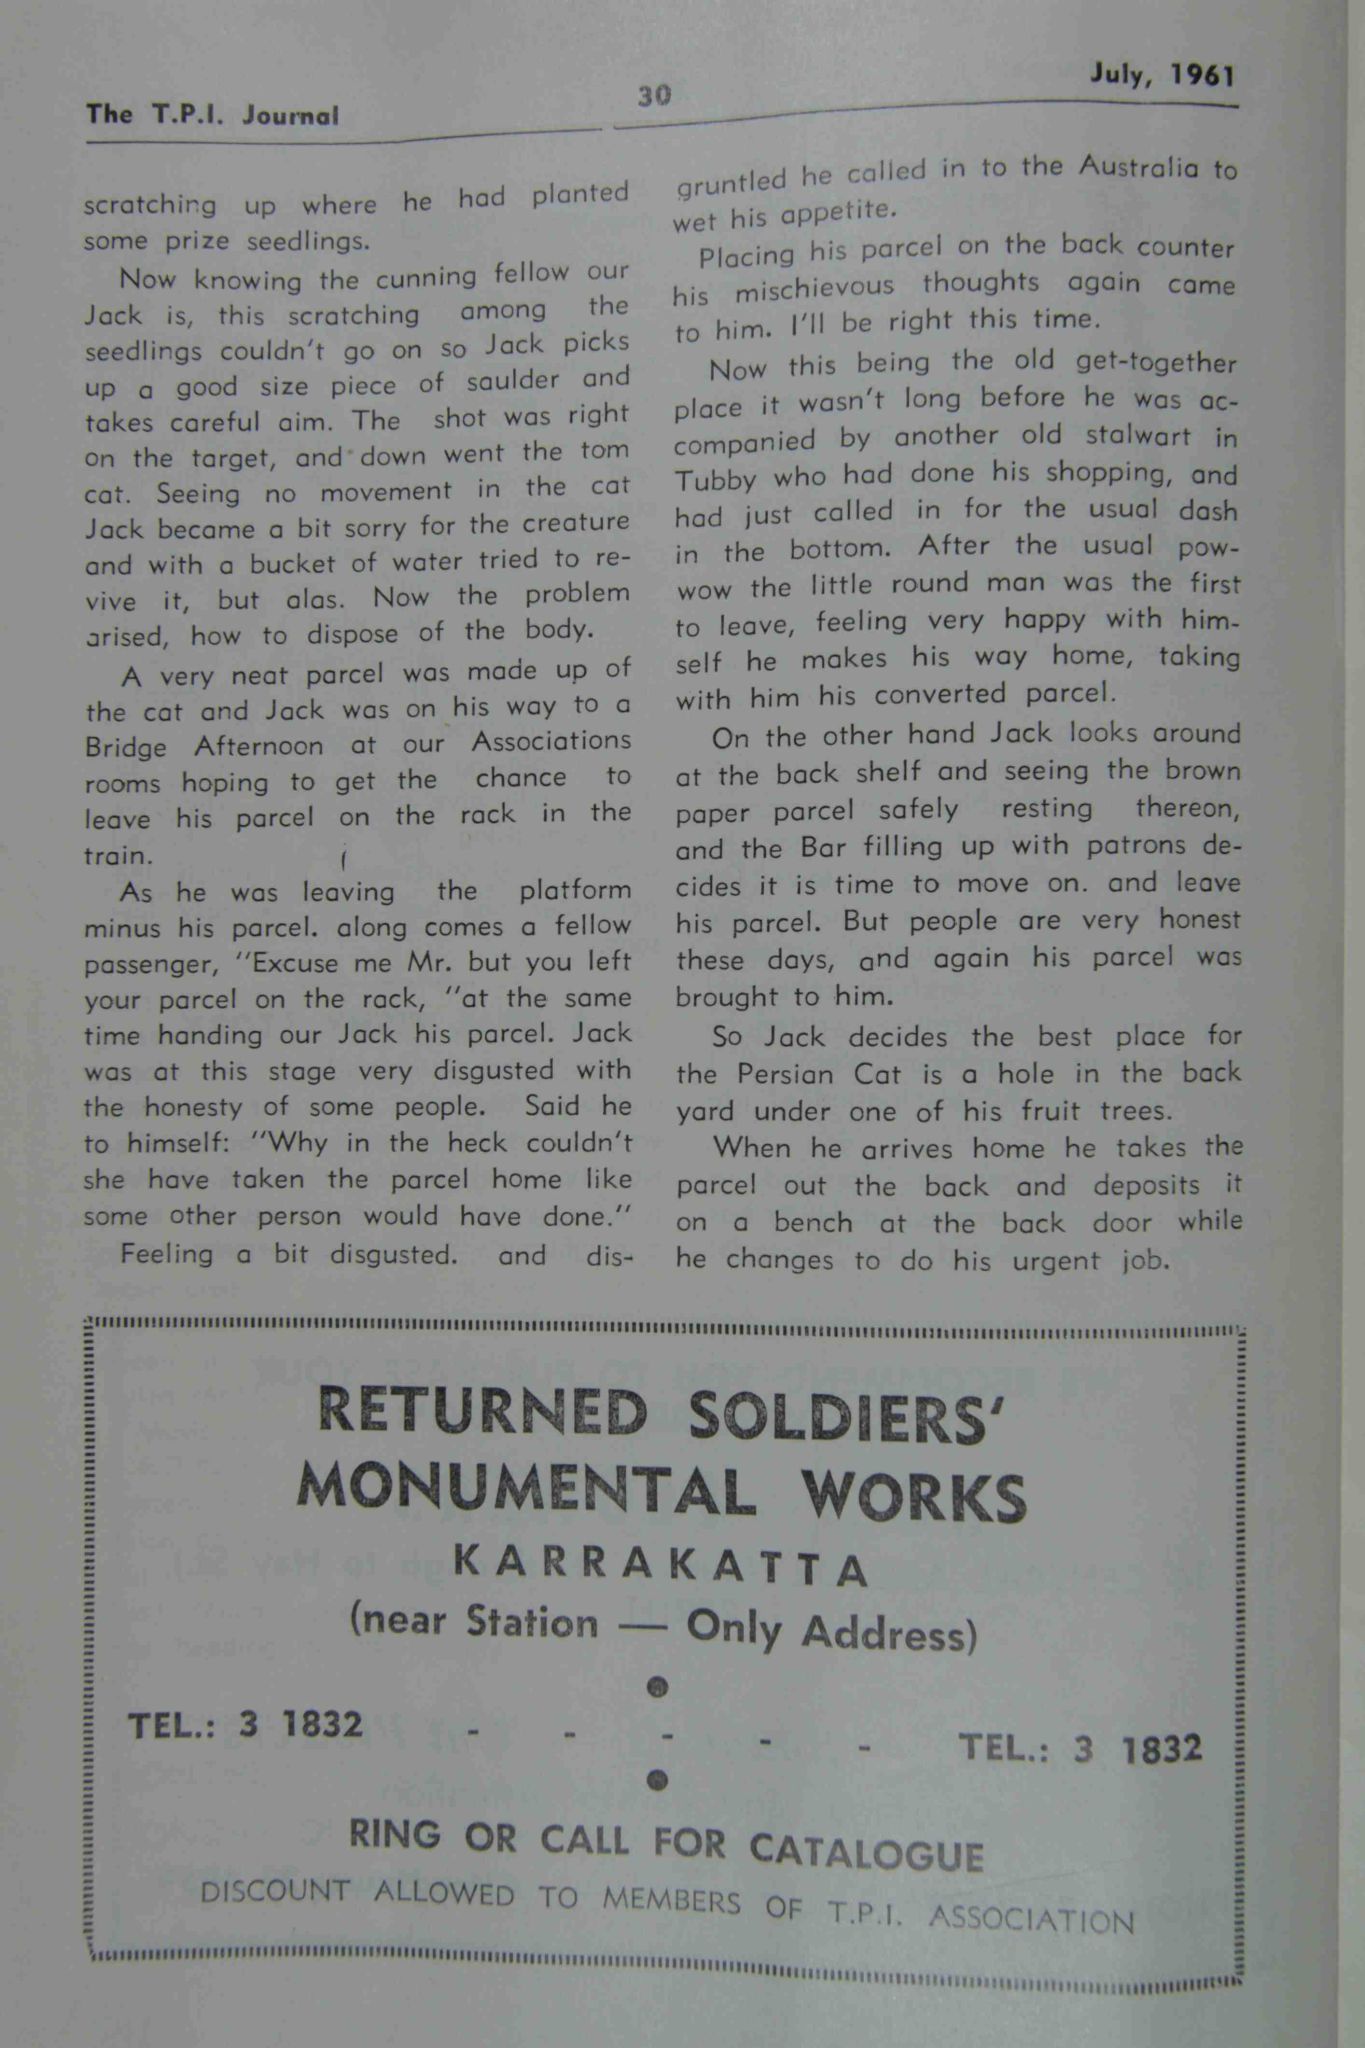 The T.P.I. Journal
30
July, 1961
scratching up where he had planted
some prize seedlings.
Now knowing the cunning fellow our
Jack is, this scratching among the
seedlings couldn't go on so Jack picks
up a good size piece of saulder and
takes careful aim. The shot was right
on the target, and down went the tom
cat. Seeing no movement in the cat
Jack became a bit sorry for the creature
and with a bucket of water tried to re-
vive it, but alas. Now the problem
arised, how to dispose of the body.
A very neat parcel was made up of
the cat and Jack was on his way to a
Bridge Afternoon at our Associations
rooms hoping to get the chance to
leave his parcel on the rack in the
train.
As he was leaving the platform
minus his parcel. along comes a fellow
passenger, "Excuse me Mr. but you left
your parcel on the rack, "at the same
time handing our Jack his parcel. Jack
was at this stage very disgusted with
the honesty of some people. Said he
to himself: "Why in the heck couldn't
she have taken the parcel home like
some other person would have done."
Feeling a bit disgusted. and dis-
gruntled he called in to the Australia to
wet his appetite.
Placing his parcel on the back counter
his mischievous thoughts again came
to him. I'll be right this time.
Now this being the old get-together
place it wasn't long before he was ac-
companied by another old stalwart in
Tubby who had done his shopping, and
had just called in for the usual dash
in the bottom. After the usual pow-
wow the little round man was the first
to leave, feeling very happy with him-
self he makes his way home, taking
with him his converted parcel.
On the other hand Jack looks around
at the back shelf and seeing the brown
paper parcel safely resting thereon,
and the Bar filling up with patrons de-
cides it is time to move on. and leave
his parcel. But people are very honest
these days, and again his parcel was
brought to him.
So Jack decides the best place for
the Persian Cat is a hole in the back
yard under one of his fruit trees.
When he arrives home he takes the
parcel out the back and deposits it
on a bench at the back door while
he changes to do his urgent job.
RETURNED SOLDIERS'
MONUMENTAL WORKS
KARRAKATTA
(near Station — Only Address)
TEL.: 3 1832 - - - - - TEL.: 3 1832
RING OR CALL FOR CATALOGUE
DISCOUNT ALLOWED TO MEMBERS OF T.P.I. ASSOCIATION